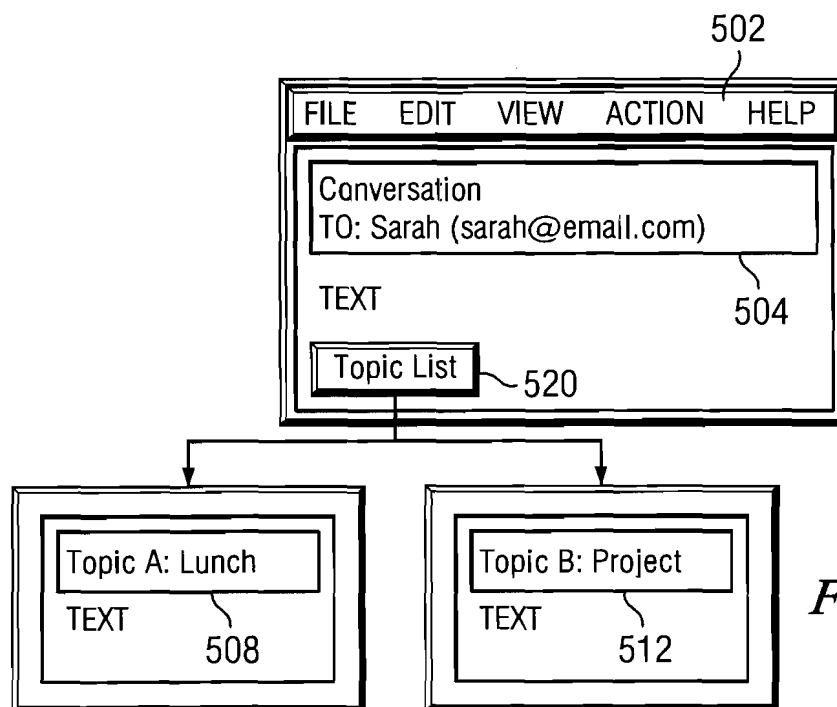 502
FILE EDIT VIEW ACTION HELP
Conversation
TO: Sarah (sarah@email.com)
504
TEXT
Topic List
520
Topic A: Lunch
TEXT
508
Topic B: Project
TEXT
512
F